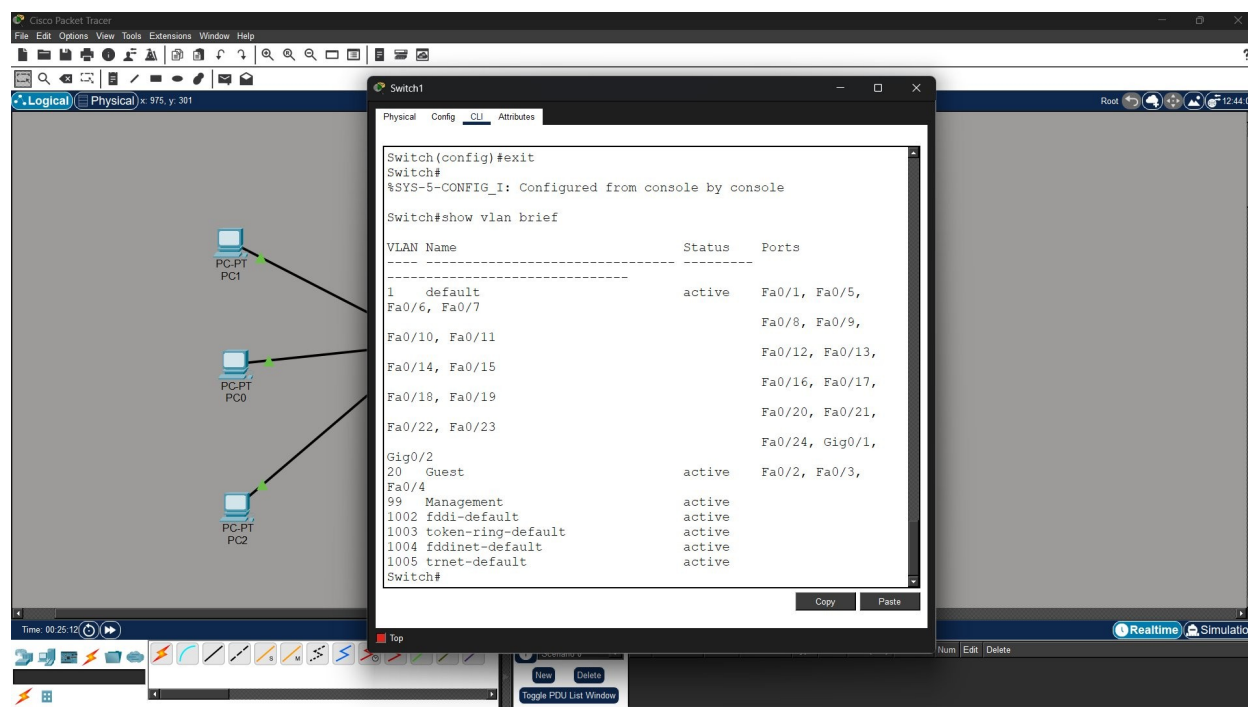 Cisco Packet Tracer
File Edit Options View Tools Extensions Window Help
Logical Physical x: 975, y: 301
Root 12:44:
PC-PT
PC1
PC-PT
PC0
PC-PT
PC2
Switch1
Physical Config CLI Attributes
Switch(config)#exit
Switch#
%SYS-5-CONFIG_I: Configured from console by console
Switch#show vlan brief
VLAN Name Status Ports
---- -------------------------------- ---------
-------------------------------
1 default active Fa0/1, Fa0/5,
Fa0/6, Fa0/7
Fa0/8, Fa0/9,
Fa0/10, Fa0/11
Fa0/12, Fa0/13,
Fa0/14, Fa0/15
Fa0/16, Fa0/17,
Fa0/18, Fa0/19
Fa0/20, Fa0/21,
Fa0/22, Fa0/23
Fa0/24, Gig0/1,
Gig0/2
20 Guest active Fa0/2, Fa0/3,
Fa0/4
99 Management active
1002 fddi-default active
1003 token-ring-default active
1004 fddinet-default active
1005 trnet-default active
Switch#
Copy Paste
Top
Time: 00:25:12
Realtime Simulatio
Num Edit Delete
New Delete
Toggle PDU List Window